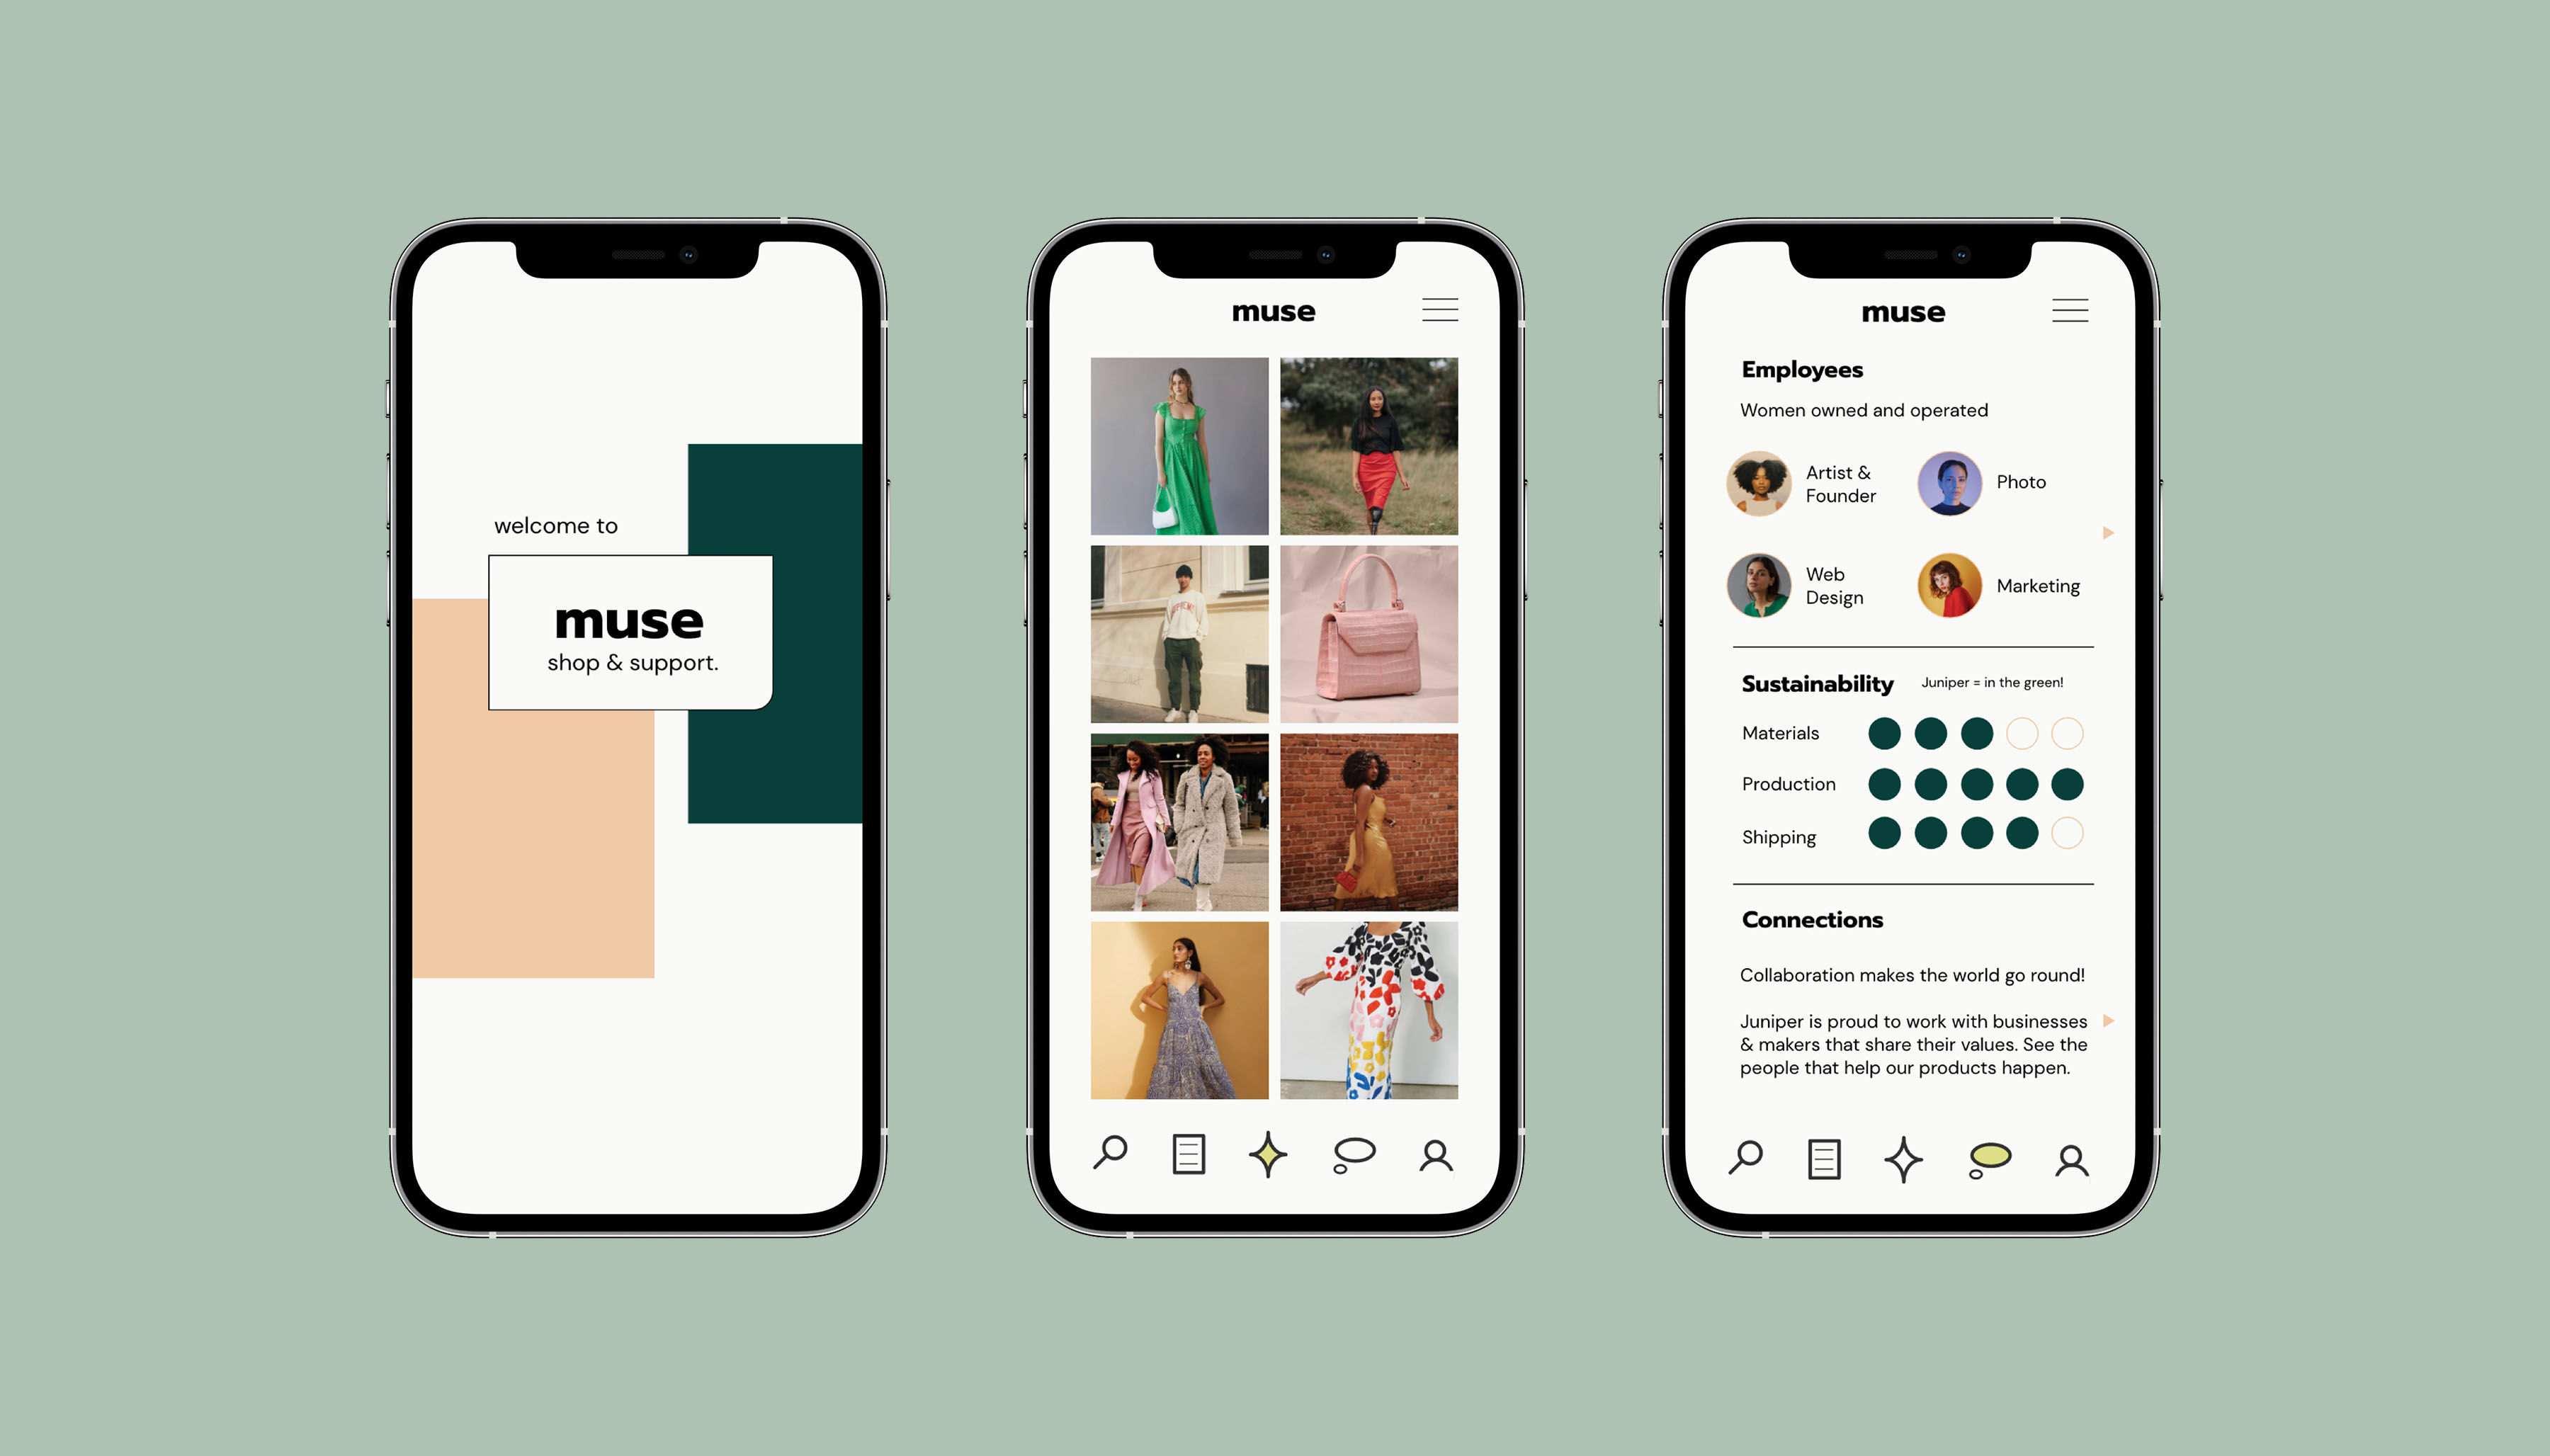 welcome to
muse
shop & support.
muse
muse
Employees
Women owned and operated
Artist &
Founder
Photo
Web
Design
Marketing
Sustainability
Juniper = in the green!
Materials
Production
Shipping
Connections
Collaboration makes the world go round!
Juniper is proud to work with businesses
& makers that share their values. See the
people that help our products happen.